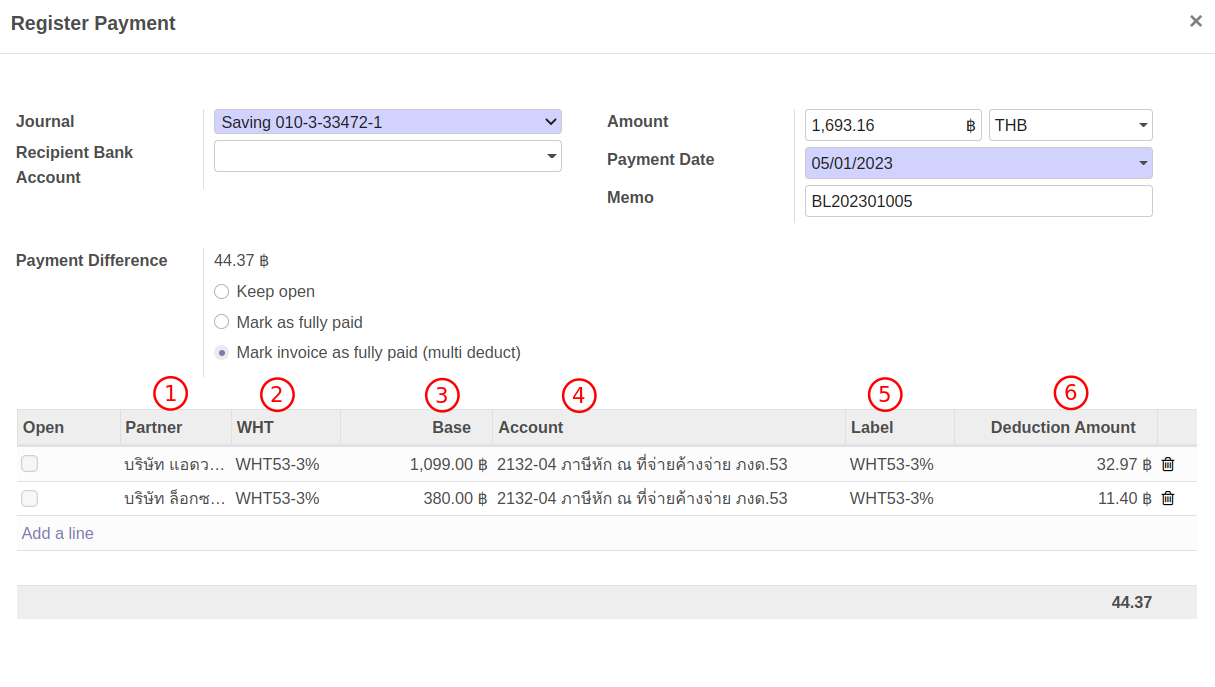 Register Payment ×
Journal Saving 010-3-33472-1 Amount 1,693.16 ฿ THB
Recipient Bank Account Payment Date 05/01/2023
Memo BL202301005
Payment Difference 44.37 ฿
Keep open
Mark as fully paid
Mark invoice as fully paid (multi deduct)
1 2 3 4 5 6
Open Partner WHT Base Account Label Deduction Amount
บริษัท แอดว... WHT53-3% 1,099.00 ฿ 2132-04 ภาษีหัก ณ ที่จ่ายค้างจ่าย ภงด.53 WHT53-3% 32.97 ฿
บริษัท ล็อกซ... WHT53-3% 380.00 ฿ 2132-04 ภาษีหัก ณ ที่จ่ายค้างจ่าย ภงด.53 WHT53-3% 11.40 ฿
Add a line
44.37